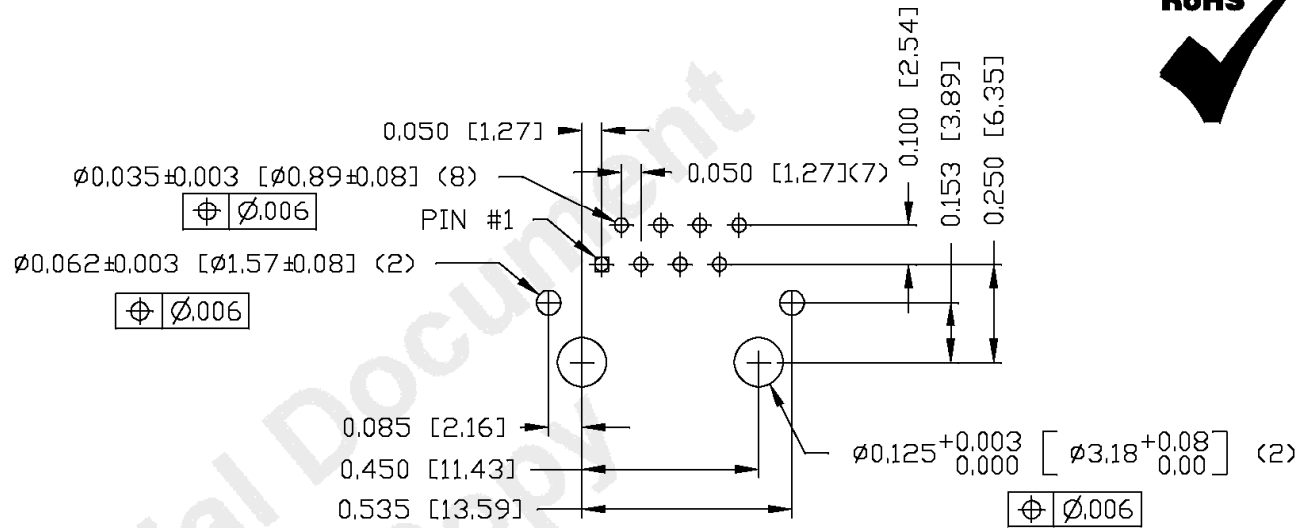 RoHS
0,050 [1,27]
0,100 [2,54]
0,153 [3,89]
0,250 [6,35]
Ø0,035±0,003 [Ø0,89±0,08] (8)
0,050 [1,27](7)
⌖ Ø,006
PIN #1
Ø0,062±0,003 [Ø1,57±0,08] (2)
⌖ Ø,006
0,085 [2,16]
0,450 [11,43]
0,535 [13,59]
Ø0,125 +0,003 0,000 [ Ø3,18 +0,08 0,00 ] (2)
⌖ Ø,006
ial Document
opy